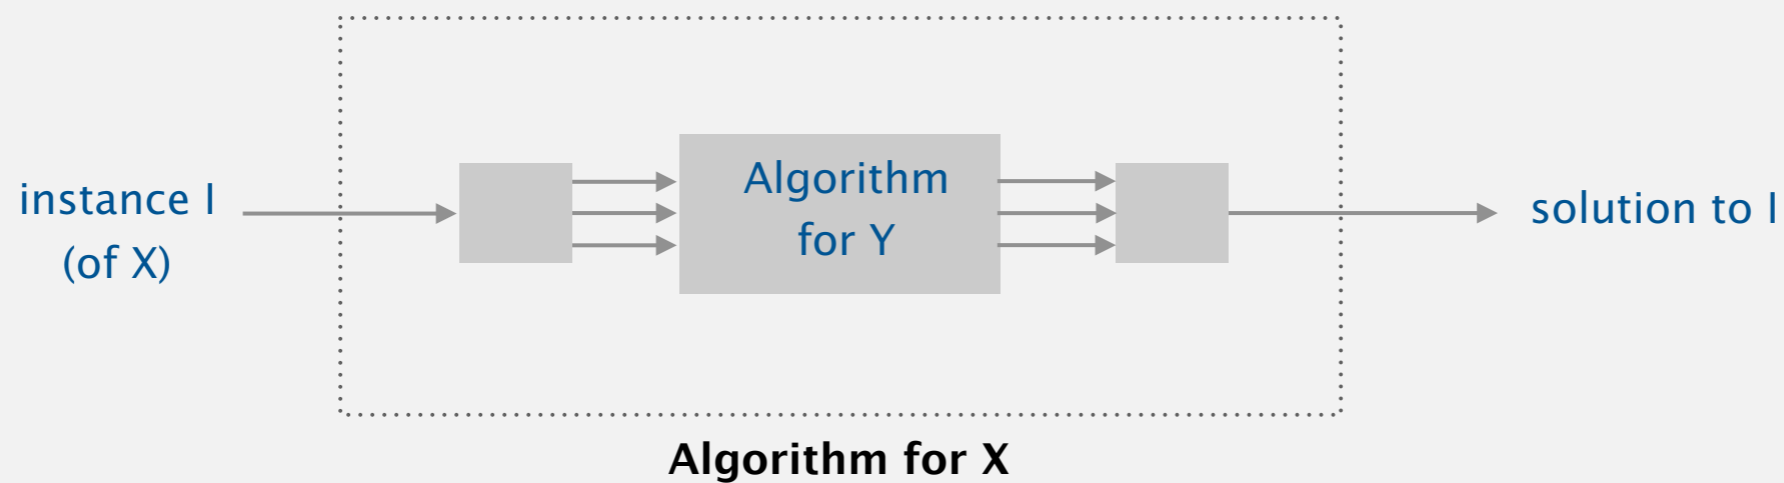 instance I
(of X)
Algorithm
for Y
solution to I
Algorithm for X